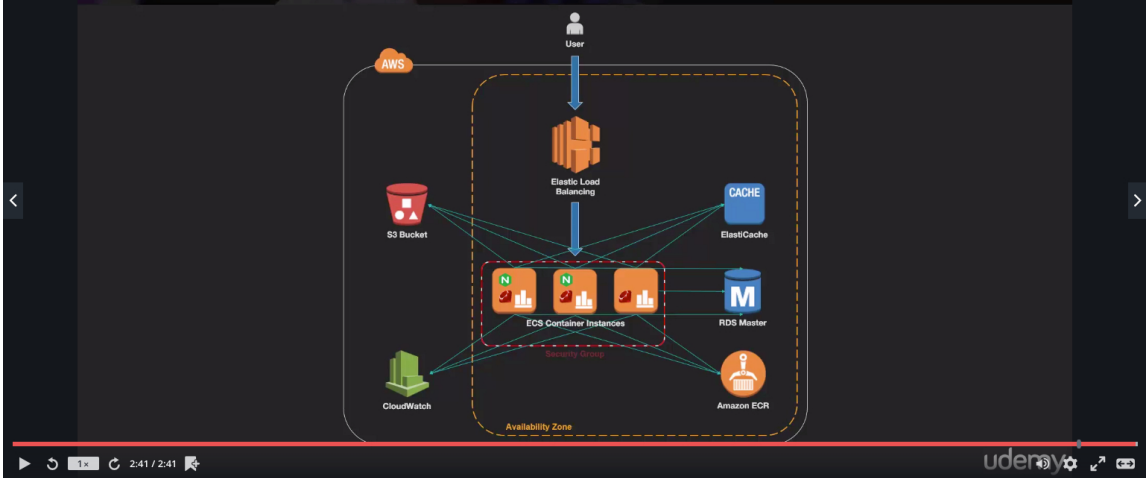 User
AWS
Elastic Load
Balancing
CACHE
S3 Bucket
ElastiCache
N
N
M
ECS Container Instances
RDS Master
Security Group
CloudWatch
Amazon ECR
Availability Zone
1x
2:41 / 2:41
udemy